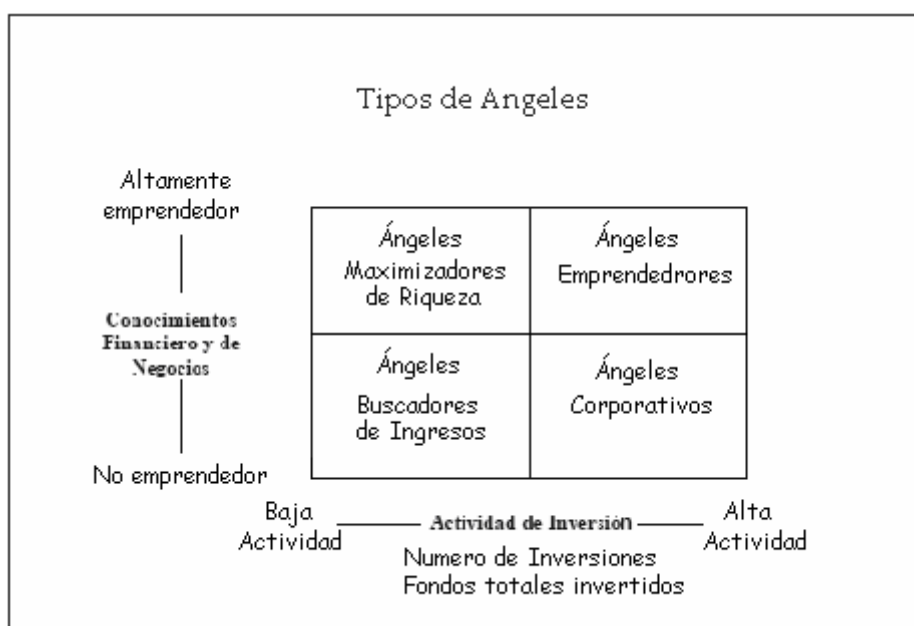 Tipos de Angeles
Altamente
emprendedor
Conocimientos
Financiero y de
Negocios
No emprendedor
Ángeles
Maximizadores
de Riqueza
Ángeles
Emprendedrores
Ángeles
Buscadores
de Ingresos
Ángeles
Corporativos
Baja
Actividad
Actividad de Inversión
Alta
Actividad
Numero de Inversiones
Fondos totales invertidos